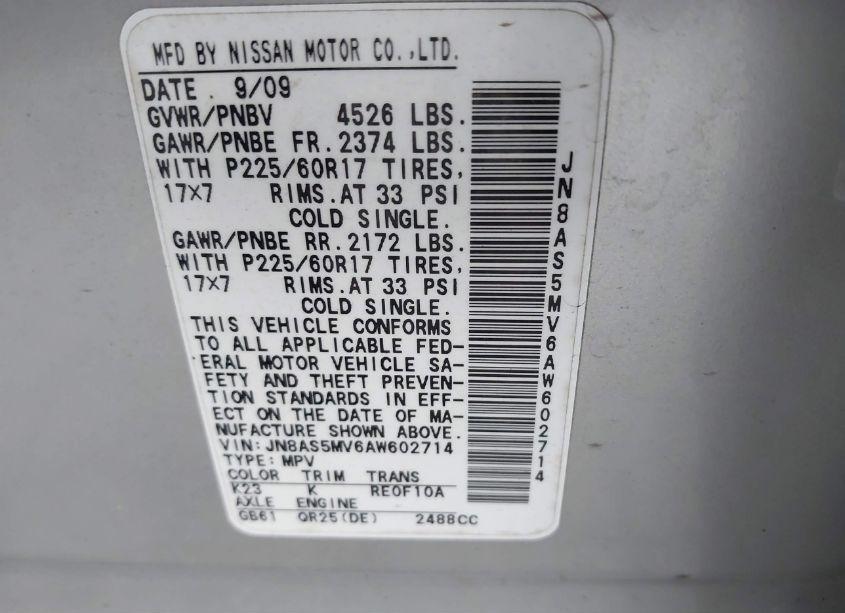 MFD BY NISSAN MOTOR CO.,LTD.
DATE . 9/09
GVWR/PNBV 4526 LBS.
GAWR/PNBE FR. 2374 LBS.
WITH P225/60R17 TIRES,
17×7 RIMS.AT 33 PSI
COLD SINGLE.
GAWR/PNBE RR. 2172 LBS.
WITH P225/60R17 TIRES,
17×7 RIMS.AT 33 PSI
COLD SINGLE.
THIS VEHICLE CONFORMS
TO ALL APPLICABLE FED-
ERAL MOTOR VEHICLE SA-
FETY AND THEFT PREVEN-
TION STANDARDS IN EFF-
ECT ON THE DATE OF MA-
NUFACTURE SHOWN ABOVE.
VIN:JN8AS5MV6AW602714
TYPE:MPV
COLOR TRIM TRANS
K23 K RE0F10A
AXLE ENGINE
GB61 QR25(DE) 2488CC
JN8AS5MV6AW602714